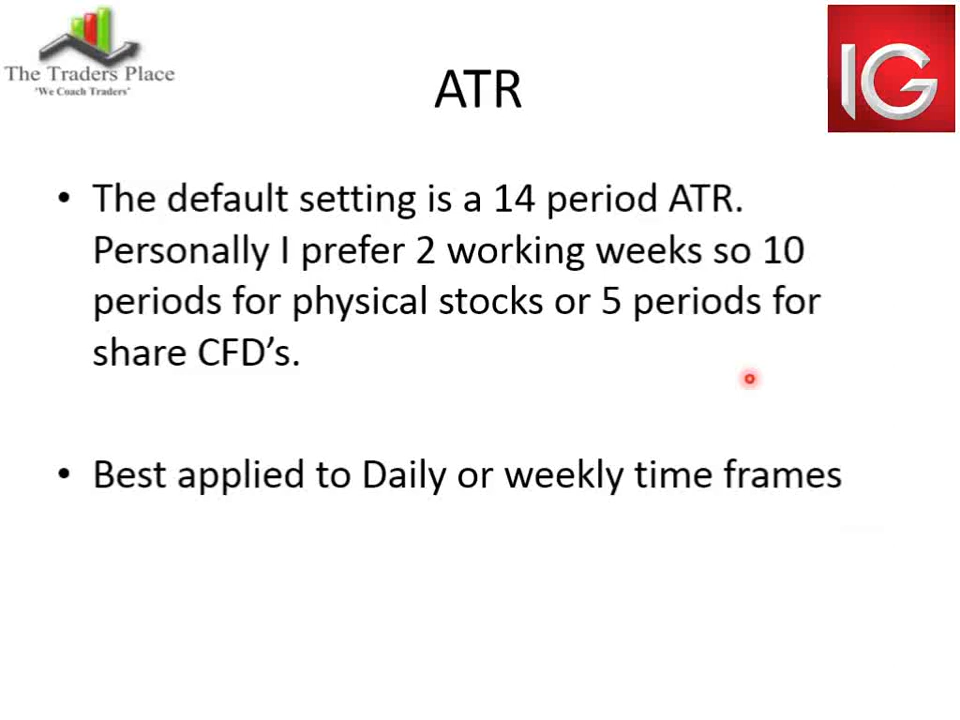 The Traders Place
"We Coach Traders"
IG
ATR
• The default setting is a 14 period ATR.
Personally I prefer 2 working weeks so 10
periods for physical stocks or 5 periods for
share CFD’s.
• Best applied to Daily or weekly time frames